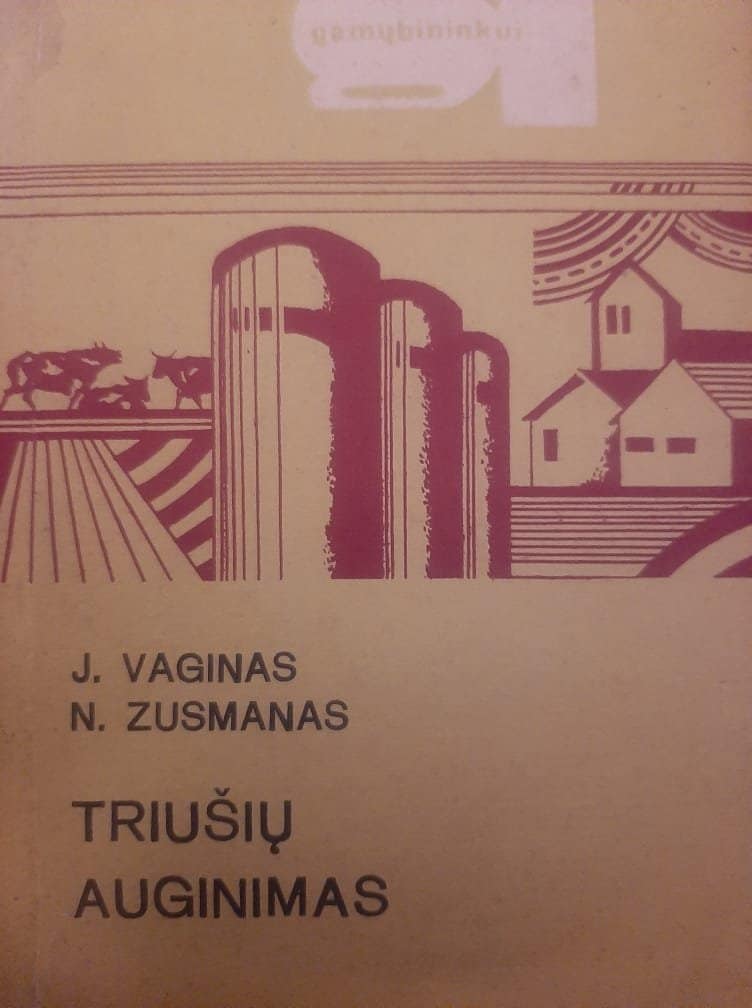 gamybininkui
J. VAGINAS
N. ZUSMANAS
TRIUŠIŲ
AUGINIMAS